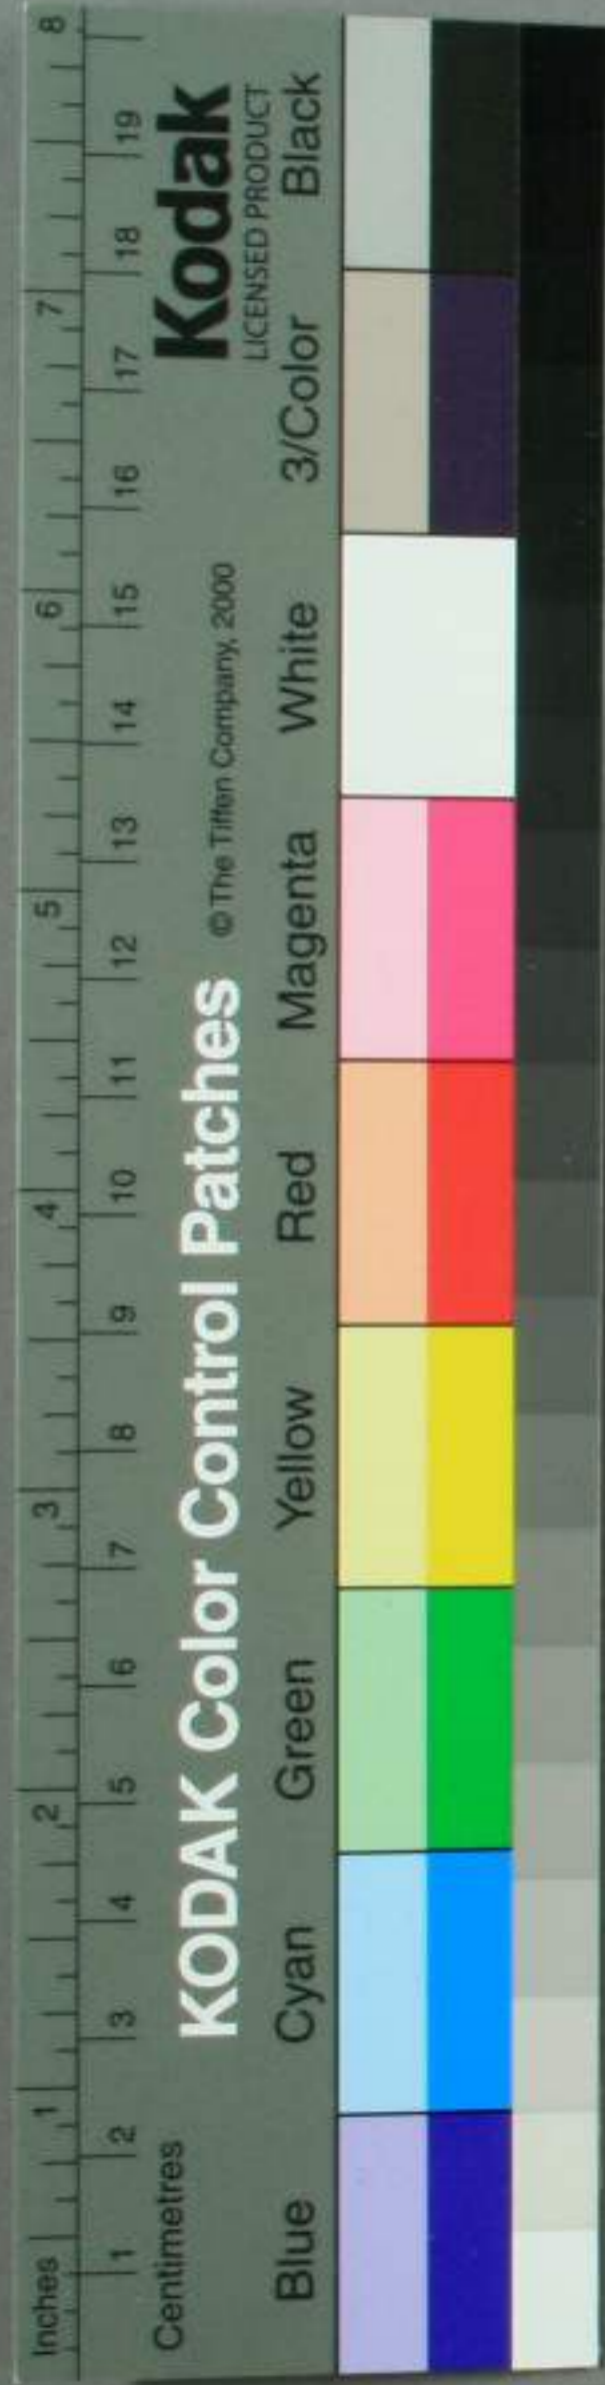 Inches 1 2 3 4 5 6 7 8
Centimetres 1 2 3 4 5 6 7 8 9 10 11 12 13 14 15 16 17 18 19
KODAK Color Control Patches © The Tiffen Company, 2000 Kodak
LICENSED PRODUCT
Blue Cyan Green Yellow Red Magenta White 3/Color Black